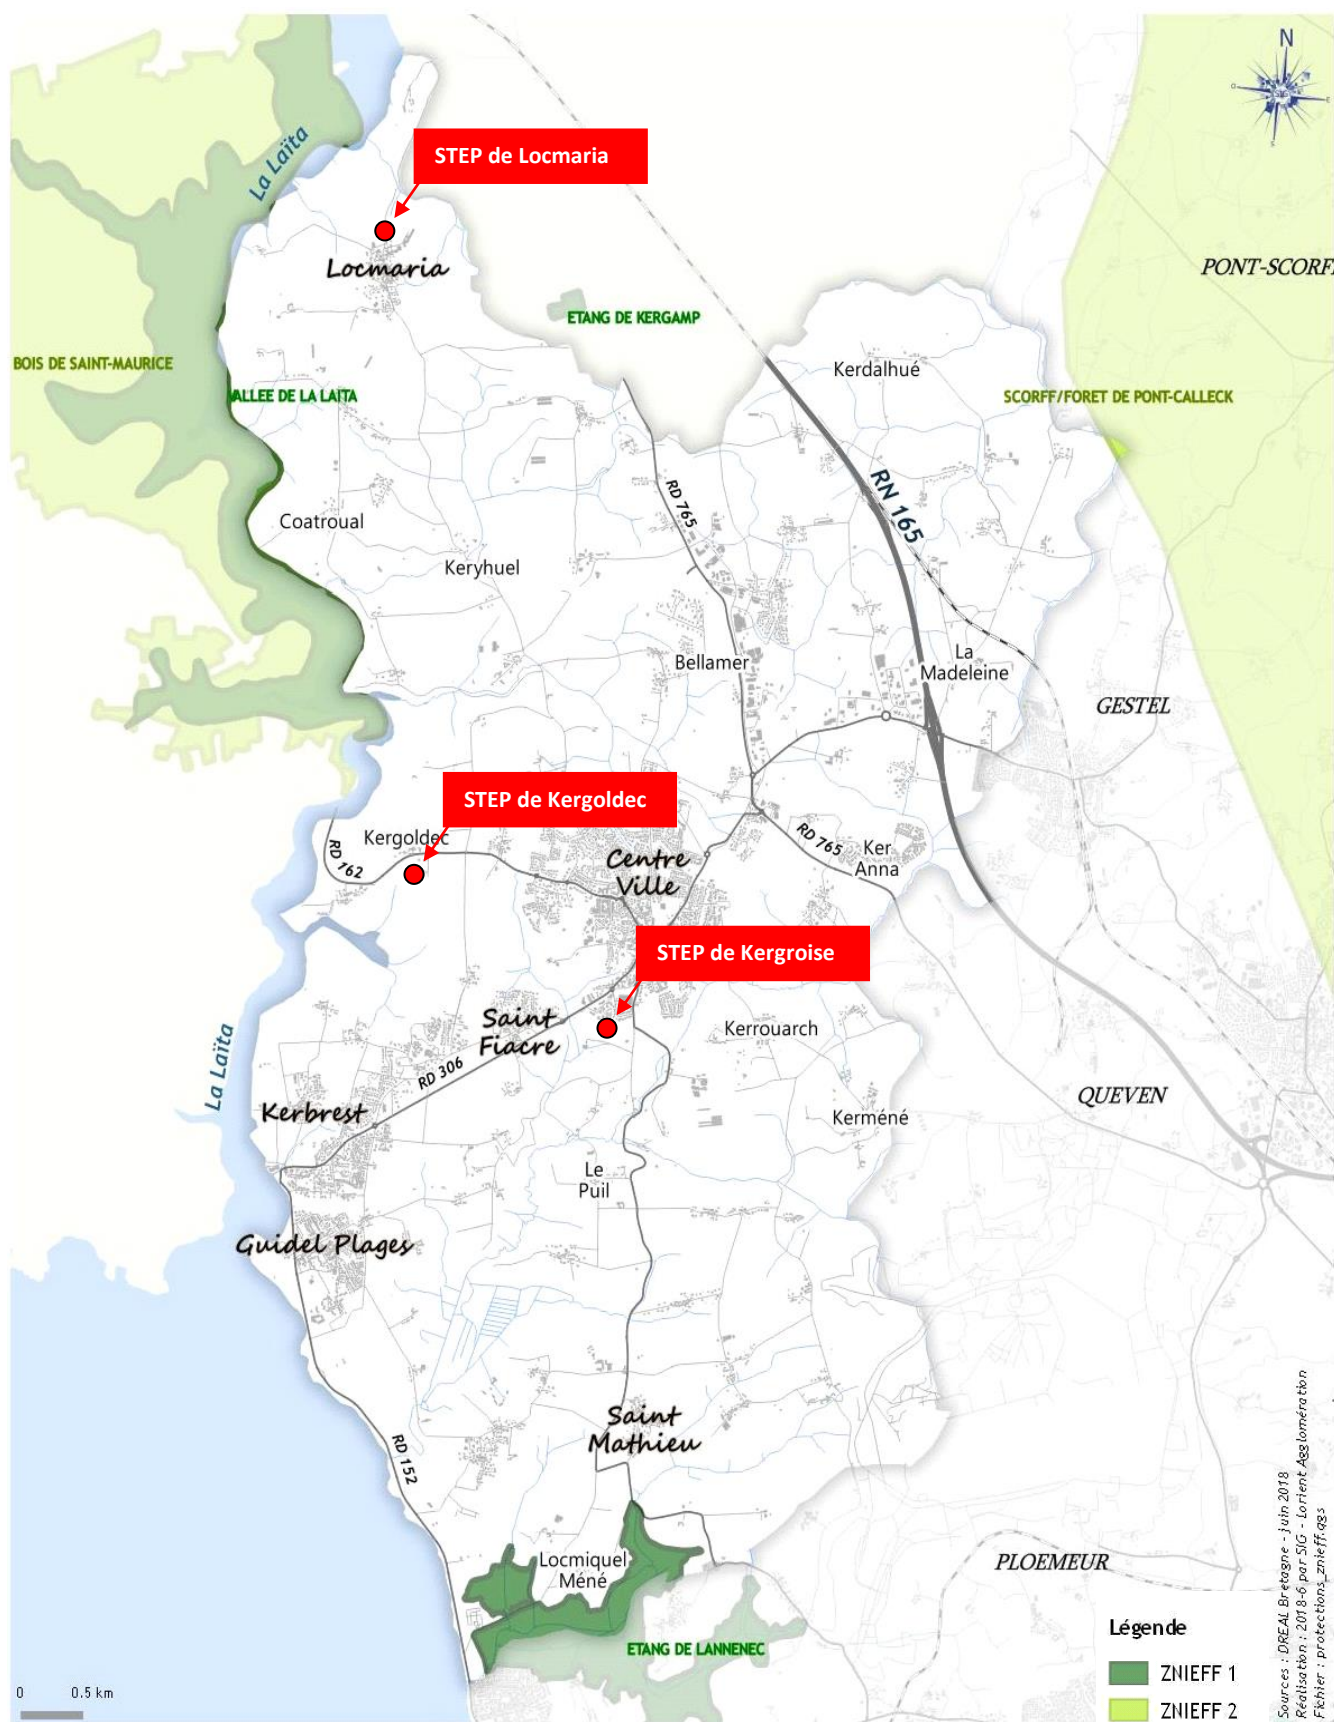 N
La Laïta
STEP de Locmaria
Locmaria
PONT-SCORFF
ETANG DE KERGAMP
BOIS DE SAINT-MAURICE
VALLEE DE LA LAITA
Kerdalhué
SCORFF/FORET DE PONT-CALLECK
RD 765
RN 165
Coatroual
Keryhuel
Bellamer
La
Madeleine
GESTEL
STEP de Kergoldec
Kergoldec
RD 162
Centre
Ville
RD 765
Ker
Anna
STEP de Kergroise
Saint
Fiacre
Kerrouarch
La Laïta
RD 306
Kerbrest
QUEVEN
Kerméné
Le
Puil
Guidel Plages
Saint
Mathieu
RD 152
Locmiquel
Méné
PLOEMEUR
ETANG DE LANNENEC
Légende
ZNIEFF 1
ZNIEFF 2
0 0.5 km
Sources : DREAL Bretagne - juin 2018
Réalisation : 2018-6 par SIG - Lorient Agglomération
Fichier : protections_znieff.qgs